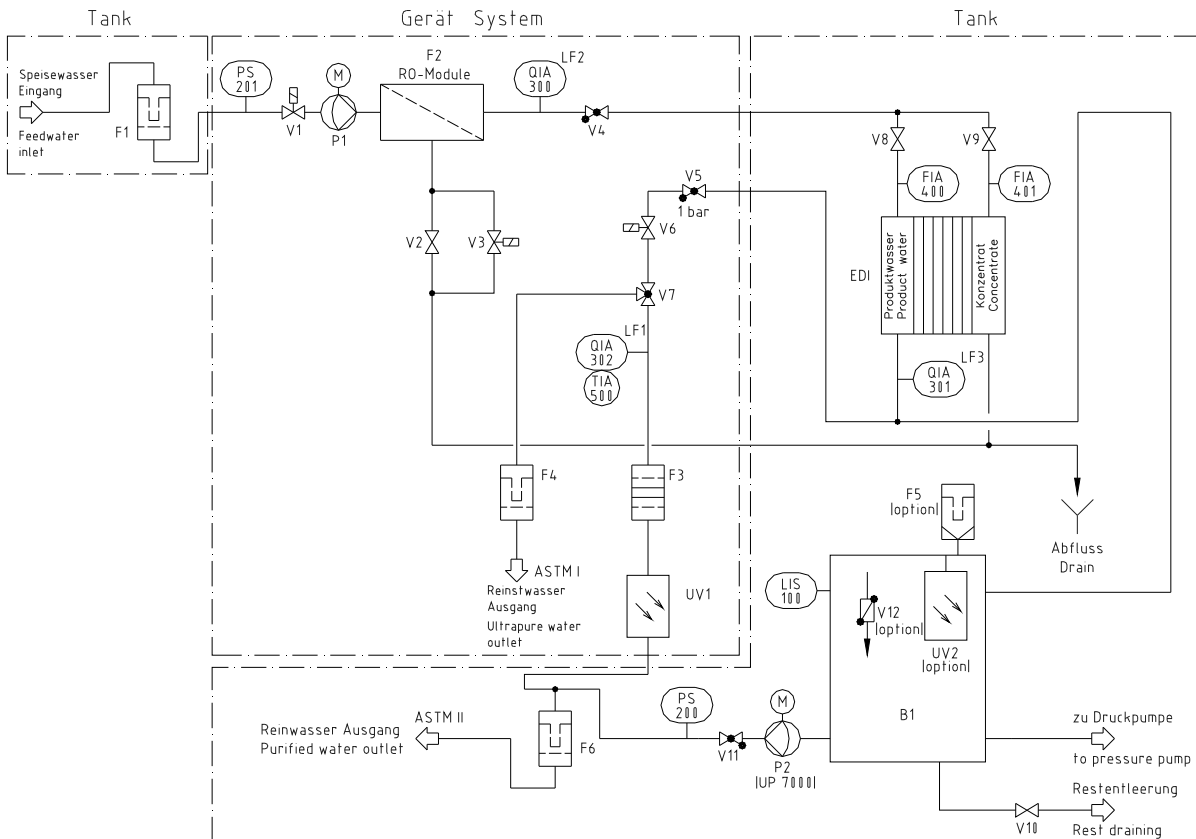 Tank
Gerät System
Tank
Speisewasser
Eingang
Feedwater
inlet
F1
PS
201
V1
M
P1
F2
RO-Module
QIA
300
LF2
V4
V8
V9
FIA
400
FIA
401
V5
1 bar
V6
V2
V3
V7
EDI
Produktwasser
Product water
Konzentrat
Concentrate
LF1
QIA
302
TIA
500
LF3
QIA
301
F4
F3
F5
|option|
Abfluss
Drain
ASTM I
Reinstwasser
Ausgang
Ultrapure water
outlet
UV1
LIS
100
V12
|option|
UV2
|option|
B1
PS
200
M
V11
P2
|UP 7000|
ASTM II
Reinwasser Ausgang
Purified water outlet
F6
zu Druckpumpe
to pressure pump
Restentleerung
V10
Rest draining